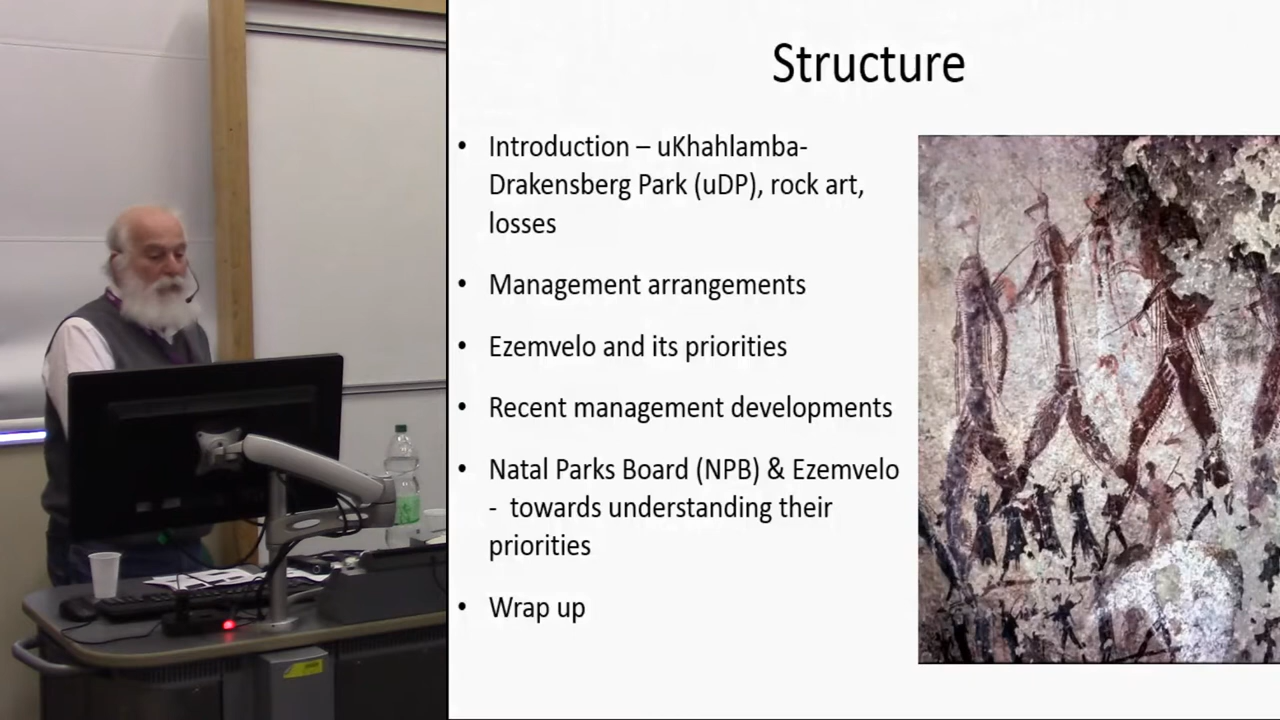 Structure
• Introduction – uKhahlamba-
Drakensberg Park (uDP), rock art,
losses
• Management arrangements
• Ezemvelo and its priorities
• Recent management developments
• Natal Parks Board (NPB) & Ezemvelo
- towards understanding their
priorities
• Wrap up